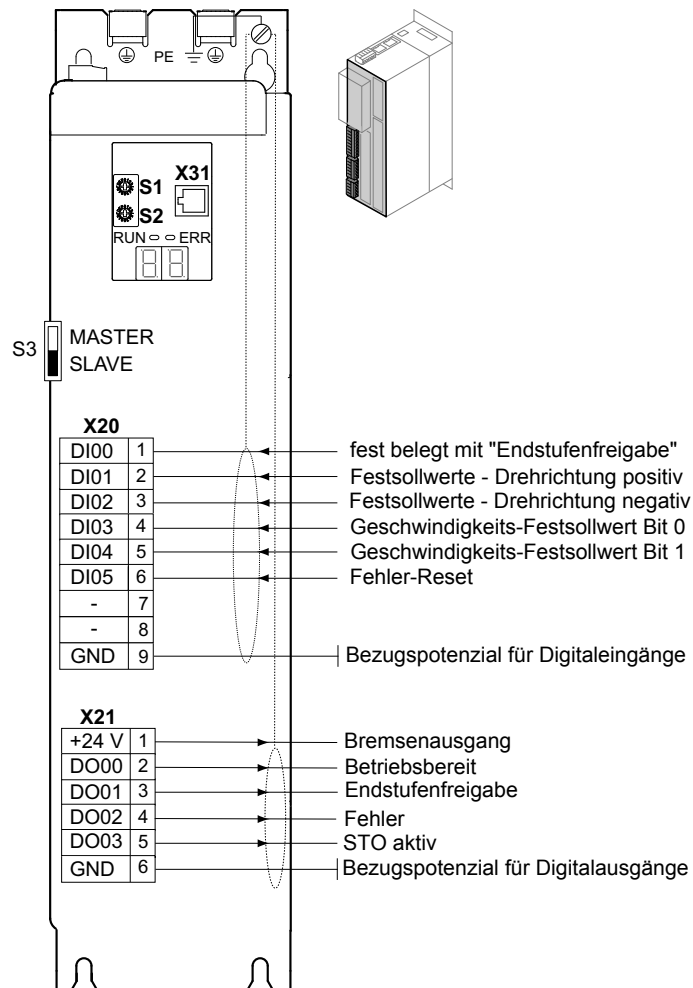 PE
S1
X31
S2
RUN ERR
S3
MASTER
SLAVE
X20
DI00 1 fest belegt mit "Endstufenfreigabe"
DI01 2 Festsollwerte - Drehrichtung positiv
DI02 3 Festsollwerte - Drehrichtung negativ
DI03 4 Geschwindigkeits-Festsollwert Bit 0
DI04 5 Geschwindigkeits-Festsollwert Bit 1
DI05 6 Fehler-Reset
- 7
- 8
GND 9 Bezugspotenzial für Digitaleingänge
X21
+24 V 1 Bremsenausgang
DO00 2 Betriebsbereit
DO01 3 Endstufenfreigabe
DO02 4 Fehler
DO03 5 STO aktiv
GND 6 Bezugspotenzial für Digitalausgänge